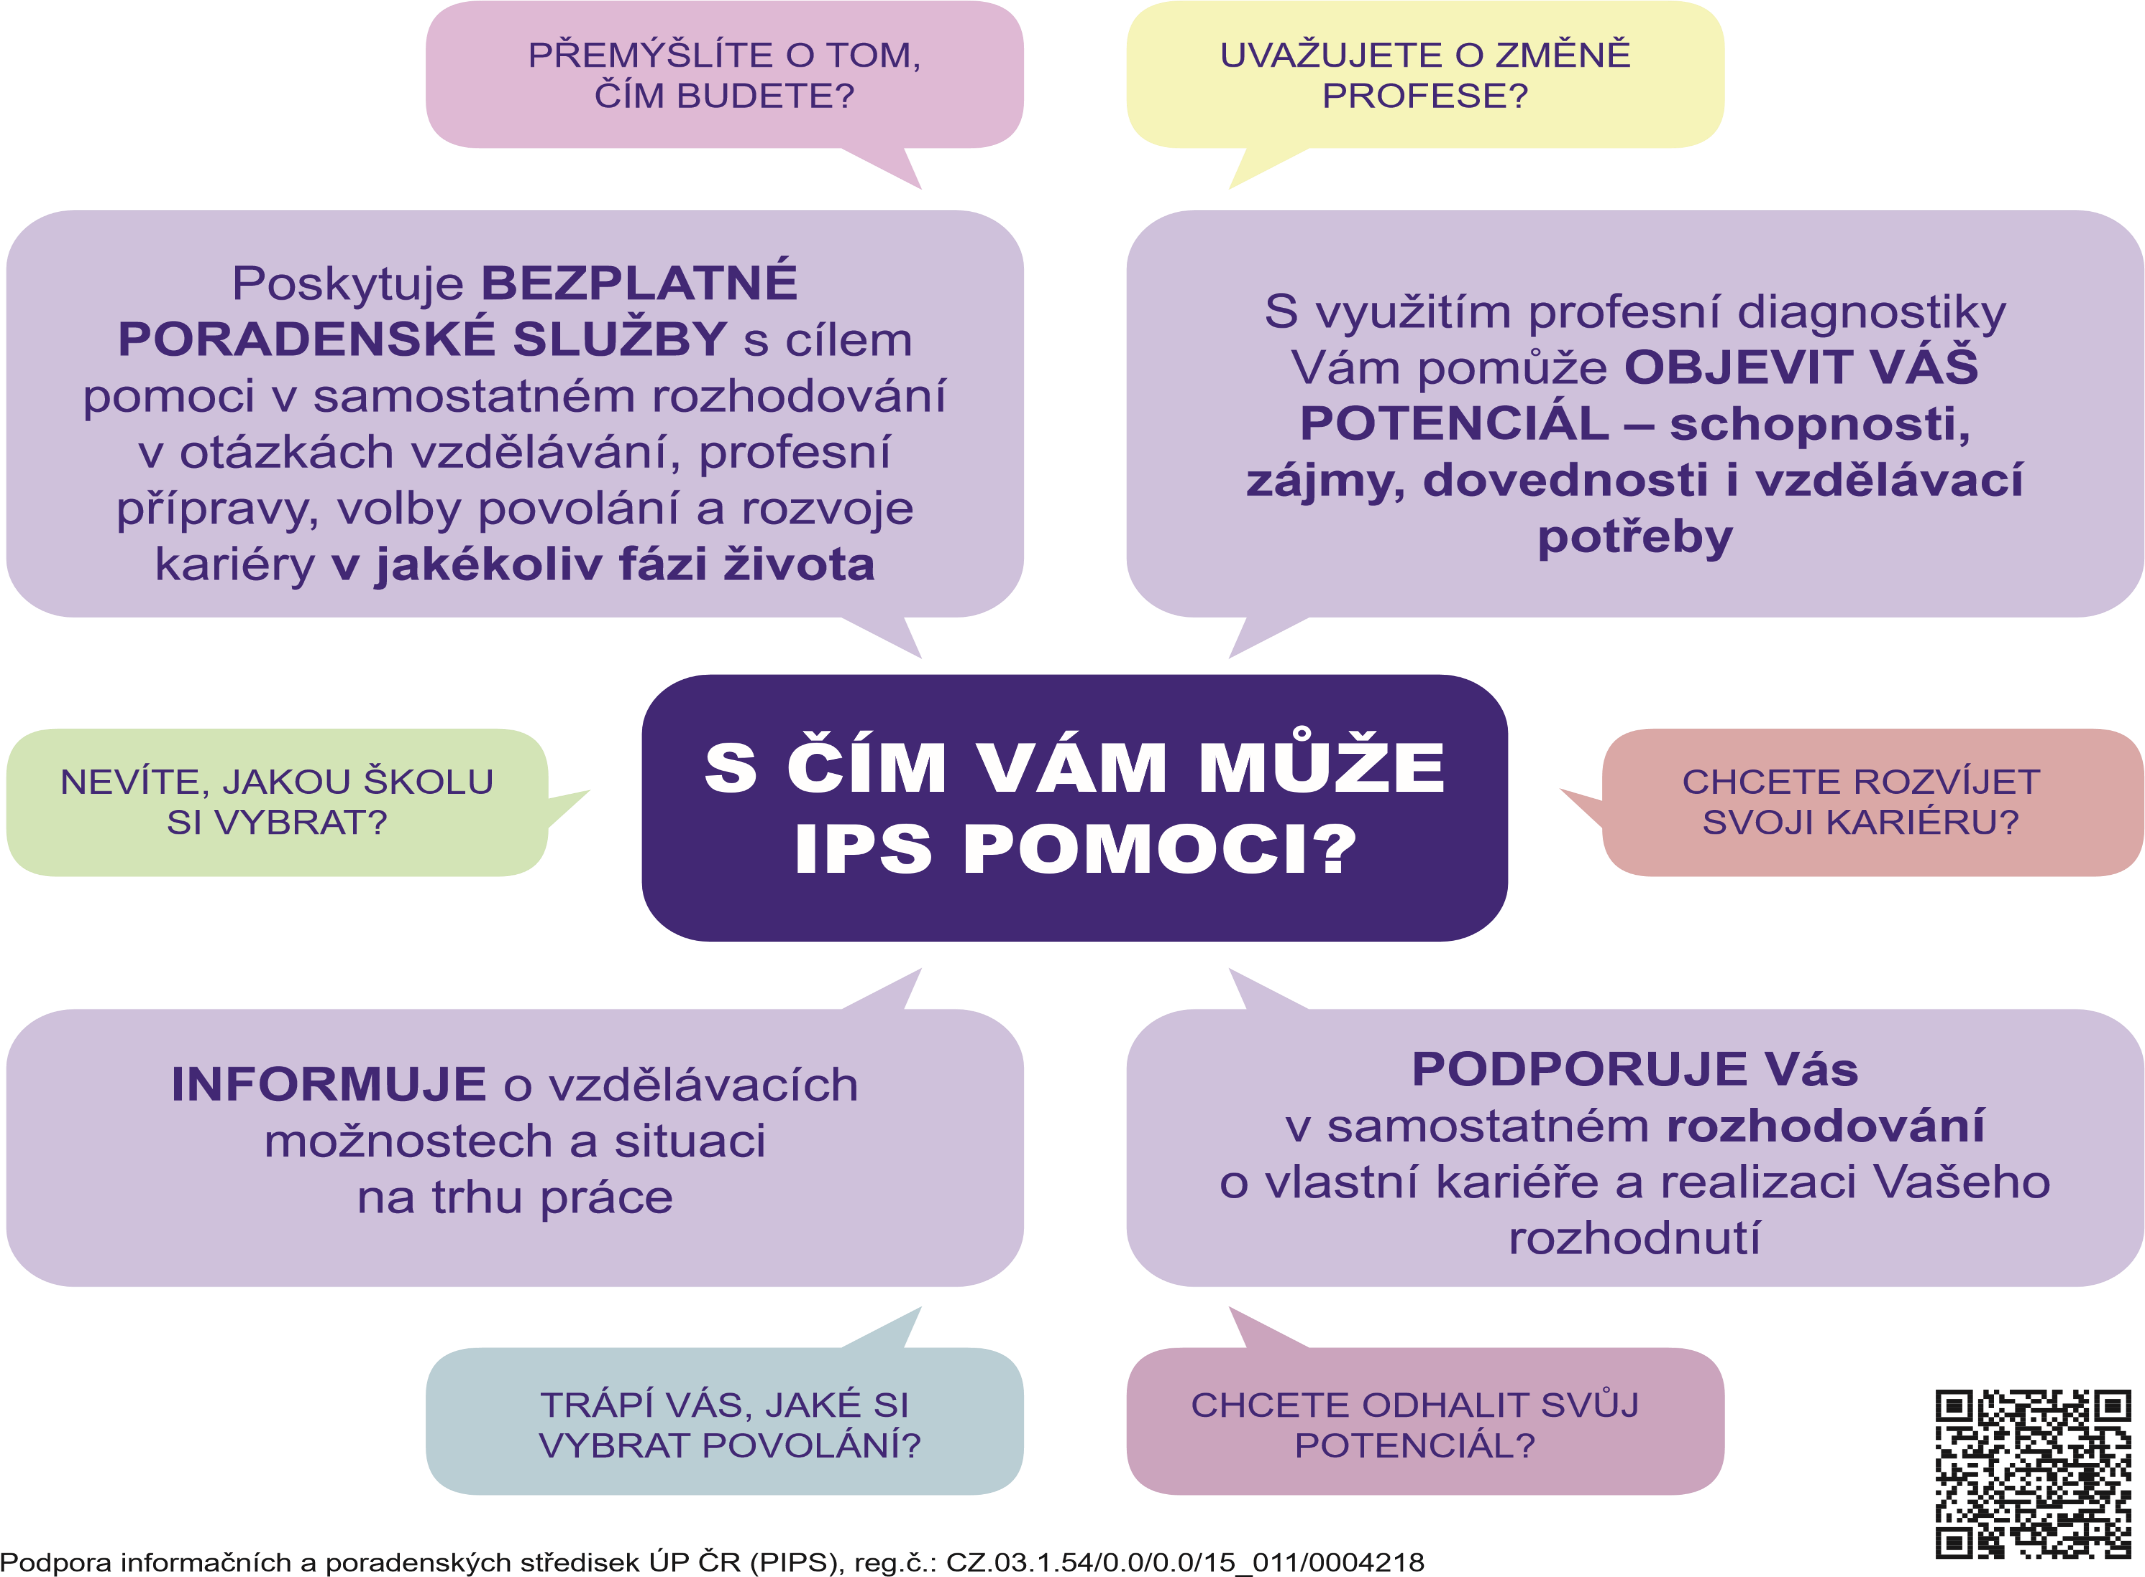 PŘEMÝŠLÍTE O TOM,
ČÍM BUDETE?
UVAŽUJETE O ZMĚNĚ
PROFESE?
Poskytuje BEZPLATNÉ
PORADENSKÉ SLUŽBY s cílem
pomoci v samostatném rozhodování
v otázkách vzdělávání, profesní
přípravy, volby povolání a rozvoje
kariéry v jakékoliv fázi života
S využitím profesní diagnostiky
Vám pomůže OBJEVIT VÁŠ
POTENCIÁL – schopnosti,
zájmy, dovednosti i vzdělávací
potřeby
NEVÍTE, JAKOU ŠKOLU
SI VYBRAT?
S ČÍM VÁM MŮŽE
IPS POMOCI?
CHCETE ROZVÍJET
SVOJI KARIÉRU?
INFORMUJE o vzdělávacích
možnostech a situaci
na trhu práce
PODPORUJE Vás
v samostatném rozhodování
o vlastní kariéře a realizaci Vašeho
rozhodnutí
TRÁPÍ VÁS, JAKÉ SI
VYBRAT POVOLÁNÍ?
CHCETE ODHALIT SVŮJ
POTENCIÁL?
Podpora informačních a poradenských středisek ÚP ČR (PIPS), reg.č.: CZ.03.1.54/0.0/0.0/15_011/0004218